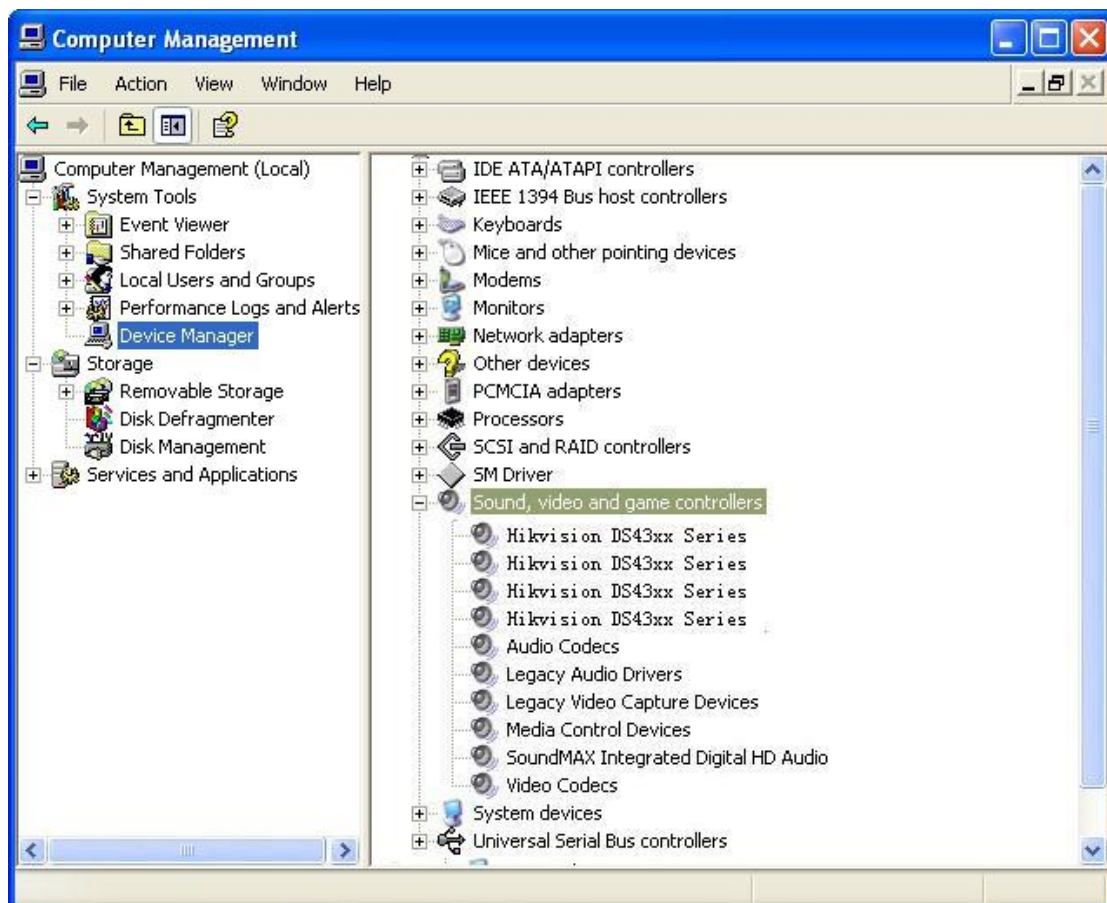 Computer Management
File Action View Window Help
Computer Management (Local)
System Tools
Event Viewer
Shared Folders
Local Users and Groups
Performance Logs and Alerts
Device Manager
Storage
Removable Storage
Disk Defragmenter
Disk Management
Services and Applications
IDE ATA/ATAPI controllers
IEEE 1394 Bus host controllers
Keyboards
Mice and other pointing devices
Modems
Monitors
Network adapters
Other devices
PCMCIA adapters
Processors
SCSI and RAID controllers
SM Driver
Sound, video and game controllers
Hikvision DS43xx Series
Hikvision DS43xx Series
Hikvision DS43xx Series
Hikvision DS43xx Series
Audio Codecs
Legacy Audio Drivers
Legacy Video Capture Devices
Media Control Devices
SoundMAX Integrated Digital HD Audio
Video Codecs
System devices
Universal Serial Bus controllers